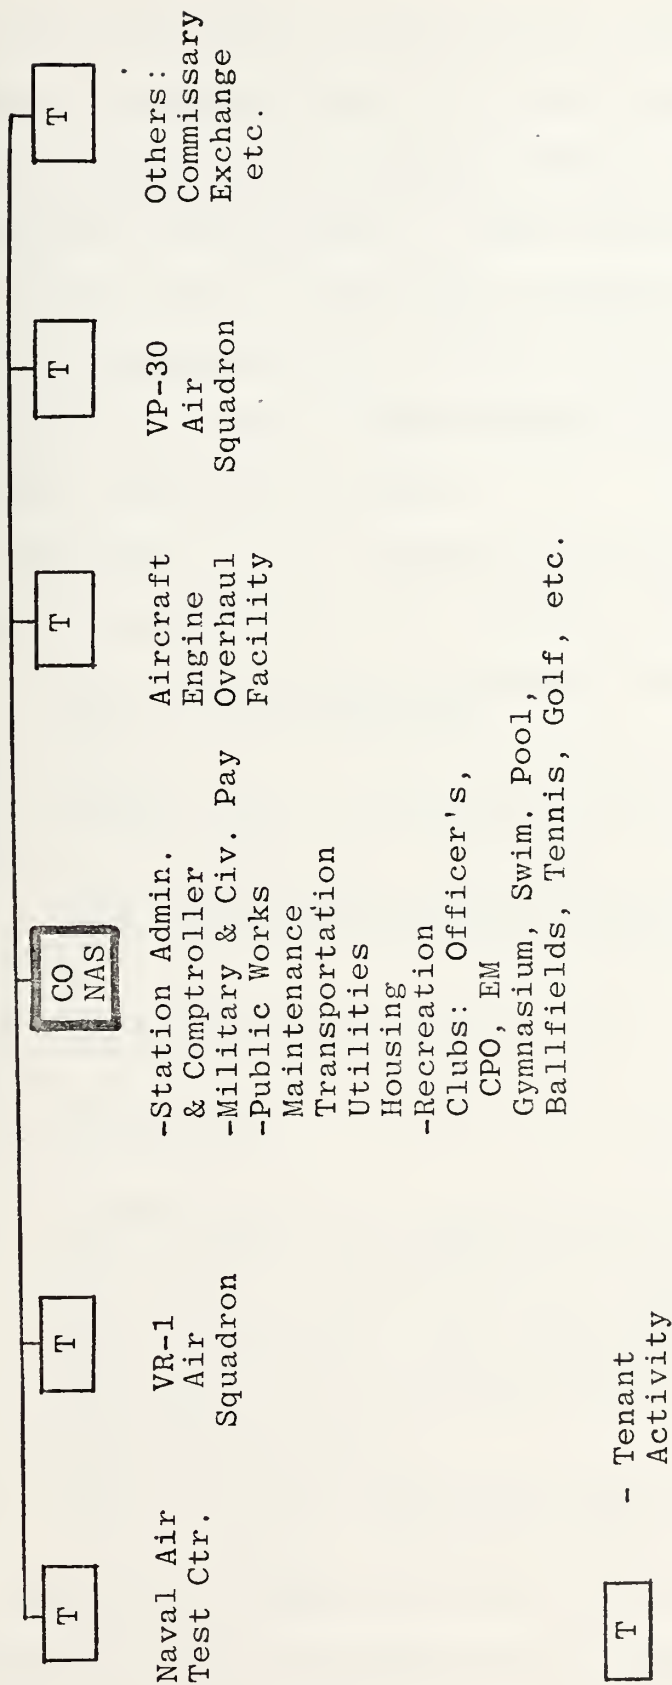 T
T
CO
NAS
T
T
T
Naval Air
Test Ctr.
VR-1
Air
Squadron
-Station Admin.
& Comptroller
-Military & Civ. Pay
-Public Works
Maintenance
Transportation
Utilities
Housing
-Recreation
Clubs: Officer's,
CPO, EM
Gymnasium, Swim. Pool,
Ballfields, Tennis, Golf, etc.
Aircraft
Engine
Overhaul
Facility
VP-30
Air
Squadron
Others:
Commissary
Exchange
etc.
T
- Tenant
Activity